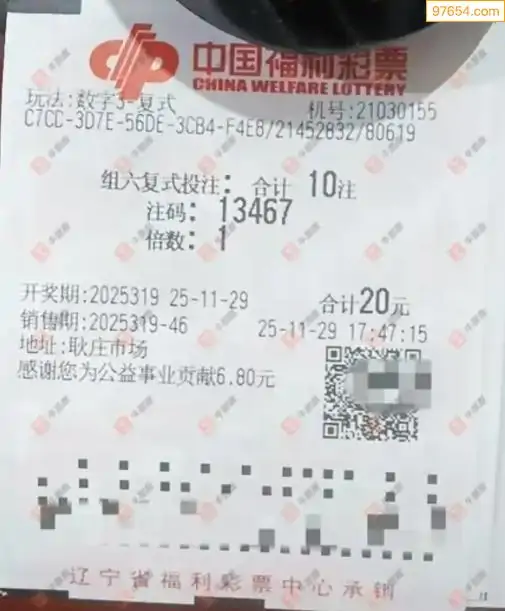 97654.com
中国福利彩票
CHINA WELFARE LOTTERY
玩法:数字3-复式 机号:21030155
C7CD-3D7E-56DE-3CB4-F4E8/21452832/80619
组六复式投注: 合计 10注
注码: 13467
倍数: 1
开奖期:2025319 25-11-29 合计20元
销售期:2025319-46 25-11-29 17:47:15
地址:耿庄市场
感谢您为公益事业贡献6.80元
辽宁省福利彩票中心承销